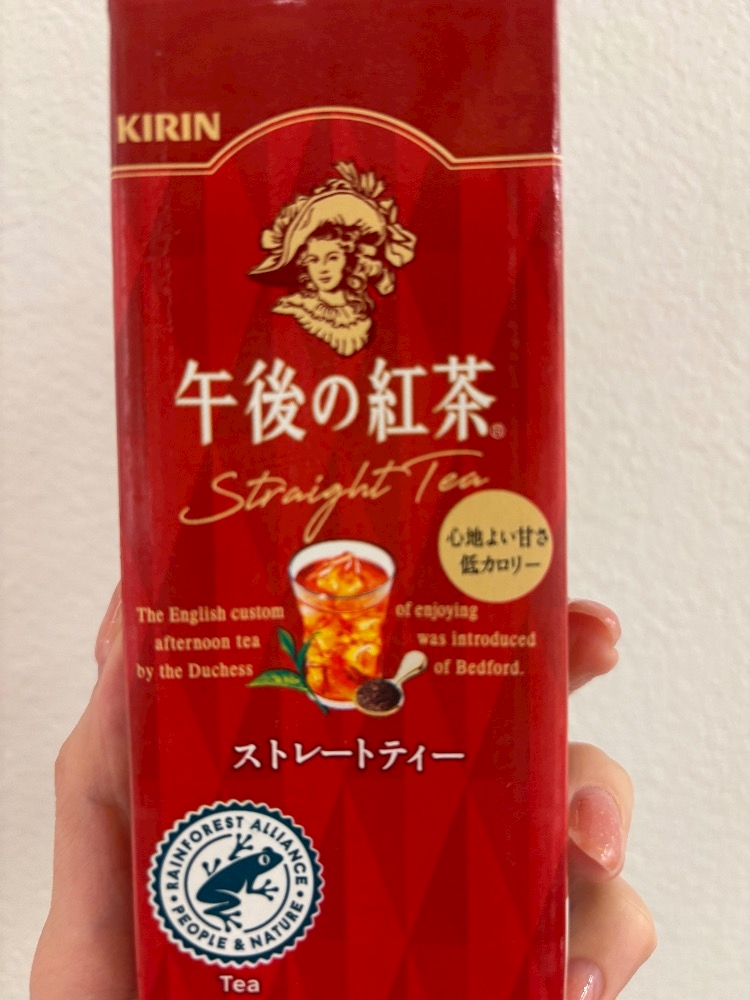 KIRIN
午後の紅茶
Straight Tea
心地よい甘さ
低カロリー
The English custom of enjoying
afternoon tea was introduced
by the Duchess of Bedford.
ストレートティー
RAINFOREST ALLIANCE
PEOPLE & NATURE
Tea